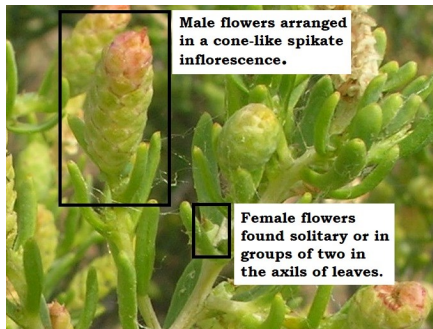 Male flowers arranged
in a cone-like spikate
inflorescence.
Female flowers
found solitary or in
groups of two in
the axils of leaves.